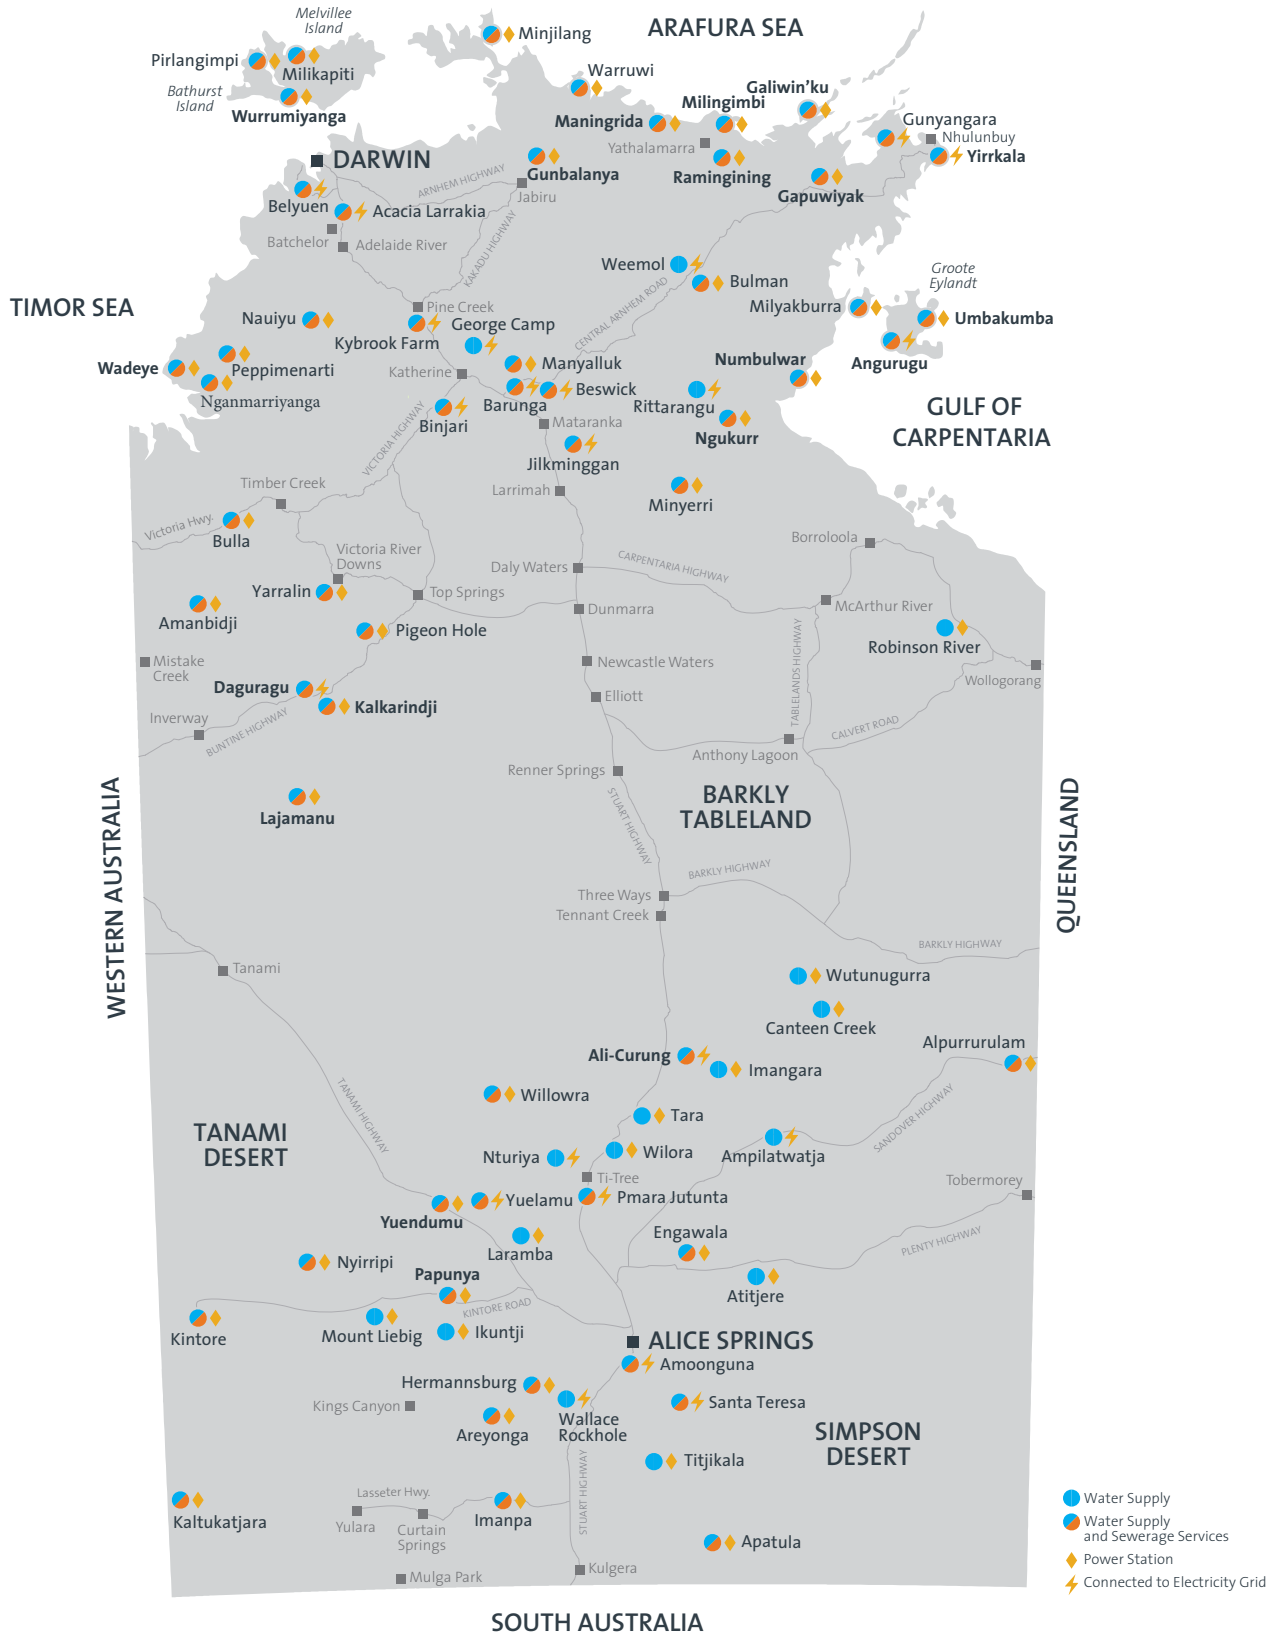 Melvillee
Island
ARAFURA SEA
Minjilang
Pirlangimpi
Milikapiti
Warruwi
Bathurst
Island
Wurrumiyanga
Galiwin'ku
Milingimbi
Maningrida
Gunyangara
Nhulunbuy
Yathalamarra
Yirrkala
DARWIN
Gunbalanya
Ramingining
ARNHEM HIGHWAY
Jabiru
Gapuwiyak
Belyuen
Acacia Larrakia
Batchelor
Adelaide River
KAKADU HIGHWAY
Weemol
Bulman
Groote
Eylandt
TIMOR SEA
Pine Creek
Milyakburra
Nauiyu
CENTRAL ARNHEM ROAD
Umbakumba
George Camp
Kybrook Farm
Angurugu
Wadeye
Peppimenarti
Katherine
Manyalluk
Numbulwar
Nganmarriyanga
Barunga
Beswick
Rittarangu
GULF OF
CARPENTARIA
Binjari
Mataranka
Ngukurr
VICTORIA HIGHWAY
Jilkminggan
Timber Creek
Larrimah
Minyerri
Victoria Hwy.
Bulla
Borroloola
Victoria River
Downs
Daly Waters
CARPENTARIA HIGHWAY
Yarralin
Top Springs
Dunmarra
McArthur River
Amanbidji
Pigeon Hole
Robinson River
Mistake
Creek
Newcastle Waters
TABLELANDS HIGHWAY
Wollogorang
Daguragu
Elliott
Kalkarindji
Inverway
BUNTINE HIGHWAY
CALVERT ROAD
Anthony Lagoon
Renner Springs
BARKLY
TABLELAND
Lajamanu
STUART HIGHWAY
WESTERN AUSTRALIA
QUEENSLAND
BARKLY HIGHWAY
Three Ways
Tennant Creek
BARKLY HIGHWAY
Tanami
Wutunugurra
Canteen Creek
Alpurrurulam
Ali-Curung
Imangara
Willowra
TANAMI HIGHWAY
Tara
SANDOVER HIGHWAY
TANAMI
DESERT
Nturiya
Wilora
Ampilatwatja
Ti-Tree
Tobermorey
Yuelamu
Pmara Jutunta
Yuendumu
Engawala
PLENTY HIGHWAY
Laramba
Nyirripi
Papunya
Atitjere
KINTORE ROAD
Kintore
Mount Liebig
Ikuntji
ALICE SPRINGS
Amoonguna
Hermannsburg
Kings Canyon
Santa Teresa
Wallace
Rockhole
Areyonga
SIMPSON
DESERT
Titjikala
STUART HIGHWAY
Lasseter Hwy.
Kaltukatjara
Yulara
Curtain
Springs
Imanpa
Apatula
Kulgera
Mulga Park
Water Supply
Water Supply
and Sewerage Services
Power Station
Connected to Electricity Grid
SOUTH AUSTRALIA